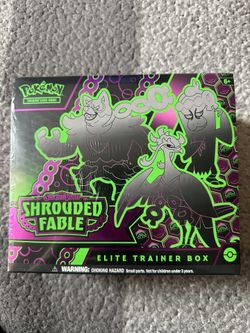 POKÉMON
TRADING CARD GAME
6+
SHROUDED
FABLE
ELITE TRAINER BOX
WARNING: CHOKING HAZARD Small parts. Not for children under 3 years.